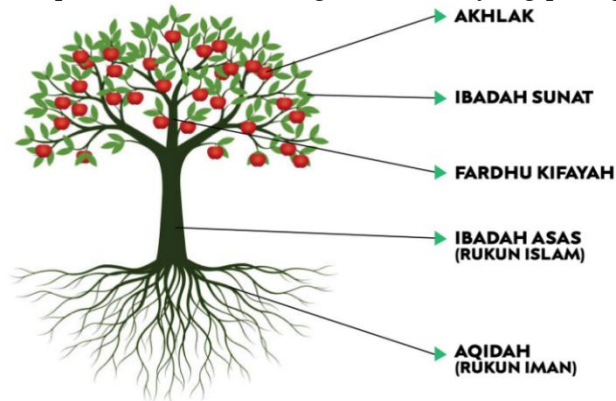 AKHLAK
IBADAH SUNAT
FARDHU KIFAYAH
IBADAH ASAS
(RUKUN ISLAM)
AQIDAH
(RUKUN IMAN)